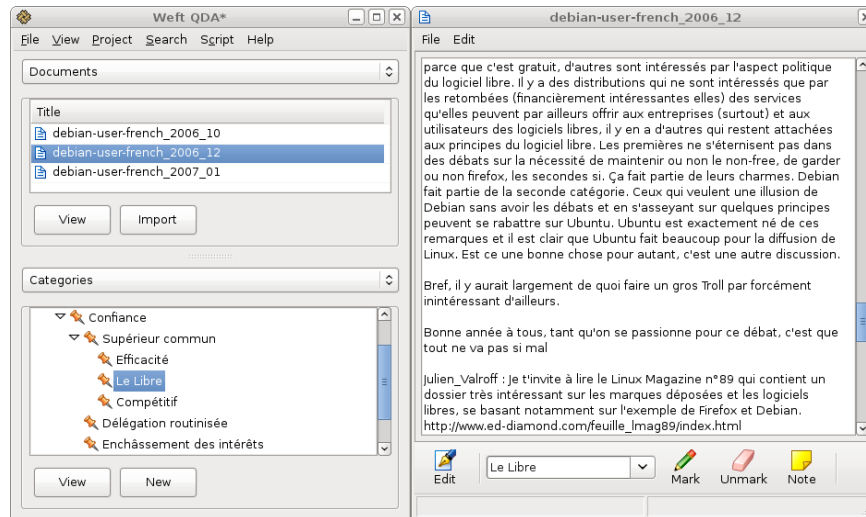 Weft QDA*
File View Project Search Script Help
Documents
Title
debian-user-french_2006_10
debian-user-french_2006_12
debian-user-french_2007_01
View Import
Categories
Confiance
Supérieur commun
Efficacité
Le Libre
Compétitif
Délégation routinisée
Enchâssement des intérêts
View New
debian-user-french_2006_12
File Edit
parce que c'est gratuit, d'autres sont intéressés par l'aspect politique
du logiciel libre. Il y a des distributions qui ne sont intéressés que par
les retombées (financièrement intéressantes elles) des services
qu'elles peuvent par ailleurs offrir aux entreprises (surtout) et aux
utilisateurs des logiciels libres, il y en a d'autres qui restent attachées
aux principes du logiciel libre. Les premières ne s'éternisent pas dans
des débats sur la nécessité de maintenir ou non le non-free, de garder
ou non firefox, les secondes si. Ça fait partie de leurs charmes. Debian
fait partie de la seconde catégorie. Ceux qui veulent une illusion de
Debian sans avoir les débats et en s'asseyant sur quelques principes
peuvent se rabattre sur Ubuntu. Ubuntu est exactement né de ces
remarques et il est clair que Ubuntu fait beaucoup pour la diffusion de
Linux. Est ce une bonne chose pour autant, c'est une autre discussion.
Bref, il y aurait largement de quoi faire un gros Troll par forcément
inintéressant d'ailleurs.
Bonne année à tous, tant qu'on se passionne pour ce débat, c'est que
tout ne va pas si mal
Julien_Valroff : Je t'invite à lire le Linux Magazine n°89 qui contient un
dossier très intéressant sur les marques déposées et les logiciels
libres, se basant notamment sur l'exemple de Firefox et Debian.
http://www.ed-diamond.com/feuille_lmag89/index.html
Edit Le Libre Mark Unmark Note